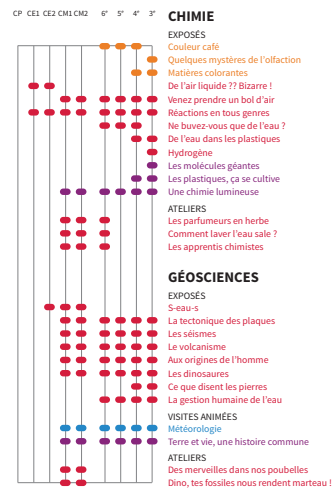 CP CE1 CE2 CM1 CM2 6° 5° 4° 3°
CHIMIE
EXPOSÉS
Couleur café
Quelques mystères de l'olfaction
Matières colorantes
De l'air liquide ?? Bizarre !
Venez prendre un bol d'air
Réactions en tous genres
Ne buvez-vous que de l'eau ?
De l'eau dans les plastiques
Hydrogène
Les molécules géantes
Les plastiques, ça se cultive
Une chimie lumineuse
ATELIERS
Les parfumeurs en herbe
Comment laver l'eau sale ?
Les apprentis chimistes
GÉOSCIENCES
EXPOSÉS
S-eau-s
La tectonique des plaques
Les séismes
Le volcanisme
Aux origines de l'homme
Les dinosaures
Ce que disent les pierres
La gestion humaine de l'eau
VISITES ANIMÉES
Météorologie
Terre et vie, une histoire commune
ATELIERS
Des merveilles dans nos poubelles
Dino, tes fossiles nous rendent marteau !